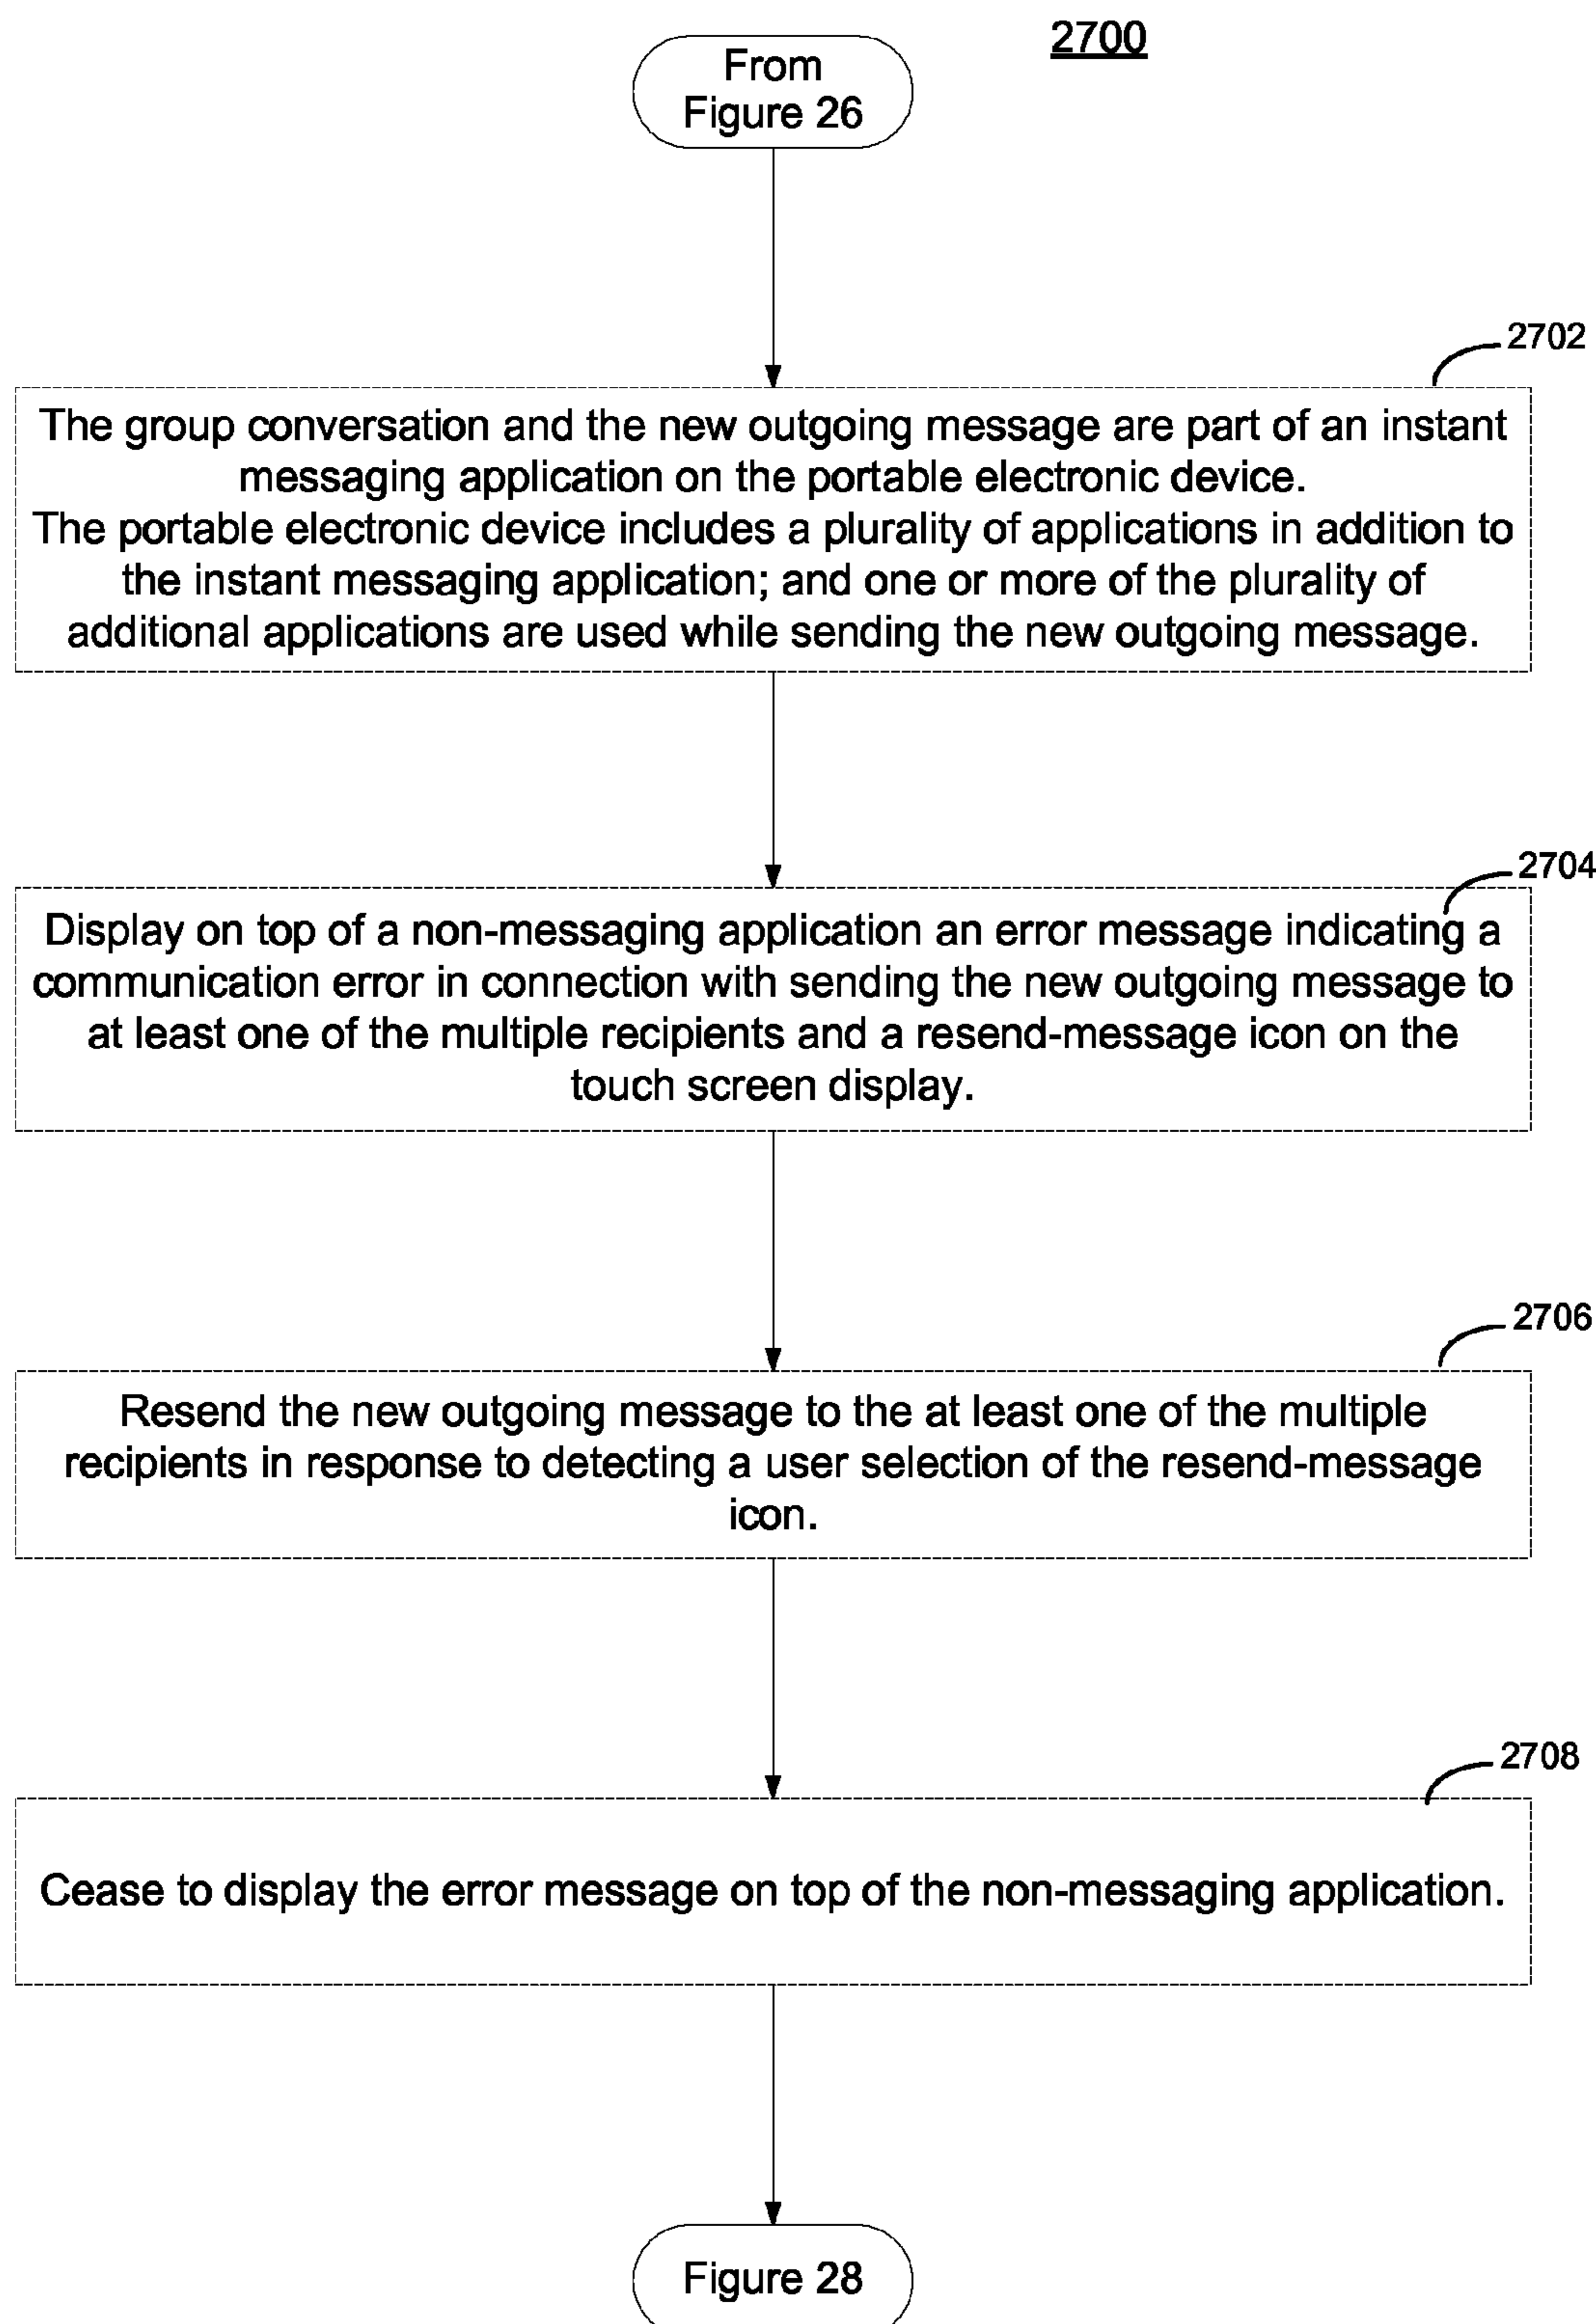 2700
From
Figure 26
2702
The group conversation and the new outgoing message are part of an instant
messaging application on the portable electronic device.
The portable electronic device includes a plurality of applications in addition to
the instant messaging application; and one or more of the plurality of
additional applications are used while sending the new outgoing message.
2704
Display on top of a non-messaging application an error message indicating a
communication error in connection with sending the new outgoing message to
at least one of the multiple recipients and a resend-message icon on the
touch screen display.
2706
Resend the new outgoing message to the at least one of the multiple
recipients in response to detecting a user selection of the resend-message
icon.
2708
Cease to display the error message on top of the non-messaging application.
Figure 28